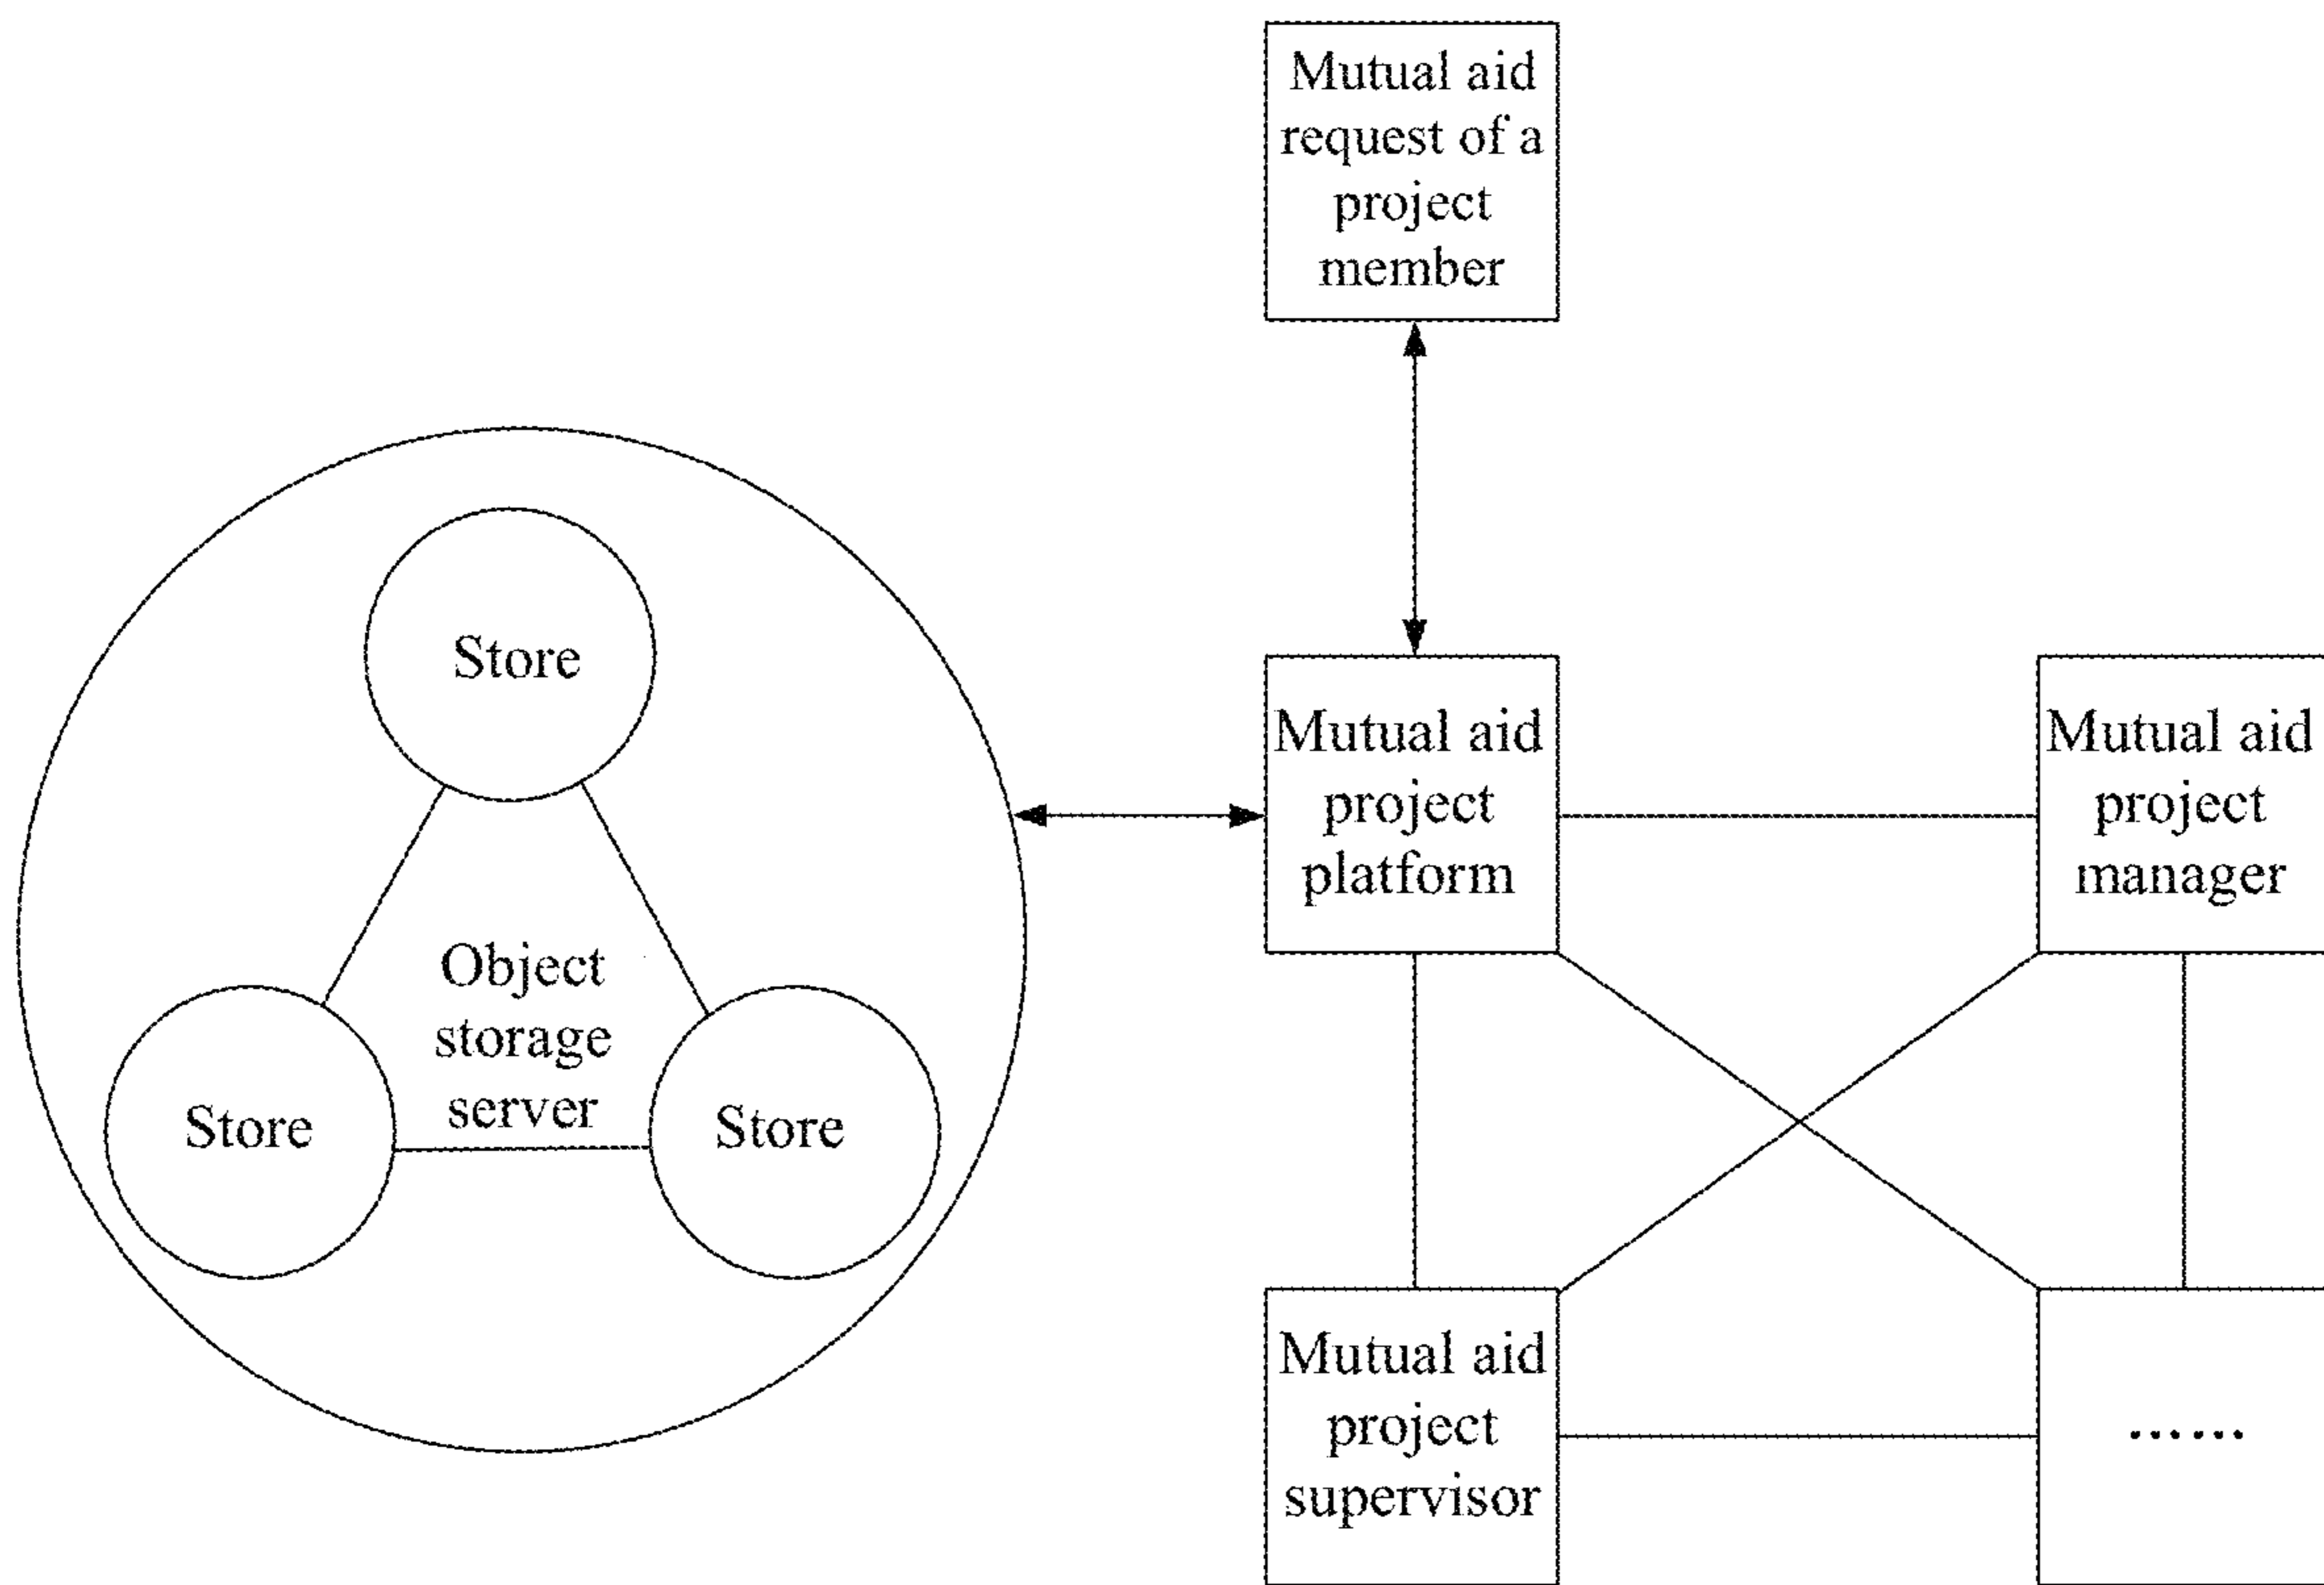 Mutual aid
request of a
project
member
Store
Object
storage
server
Store
Store
Mutual aid
project
platform
Mutual aid
project
manager
Mutual aid
project
supervisor
……